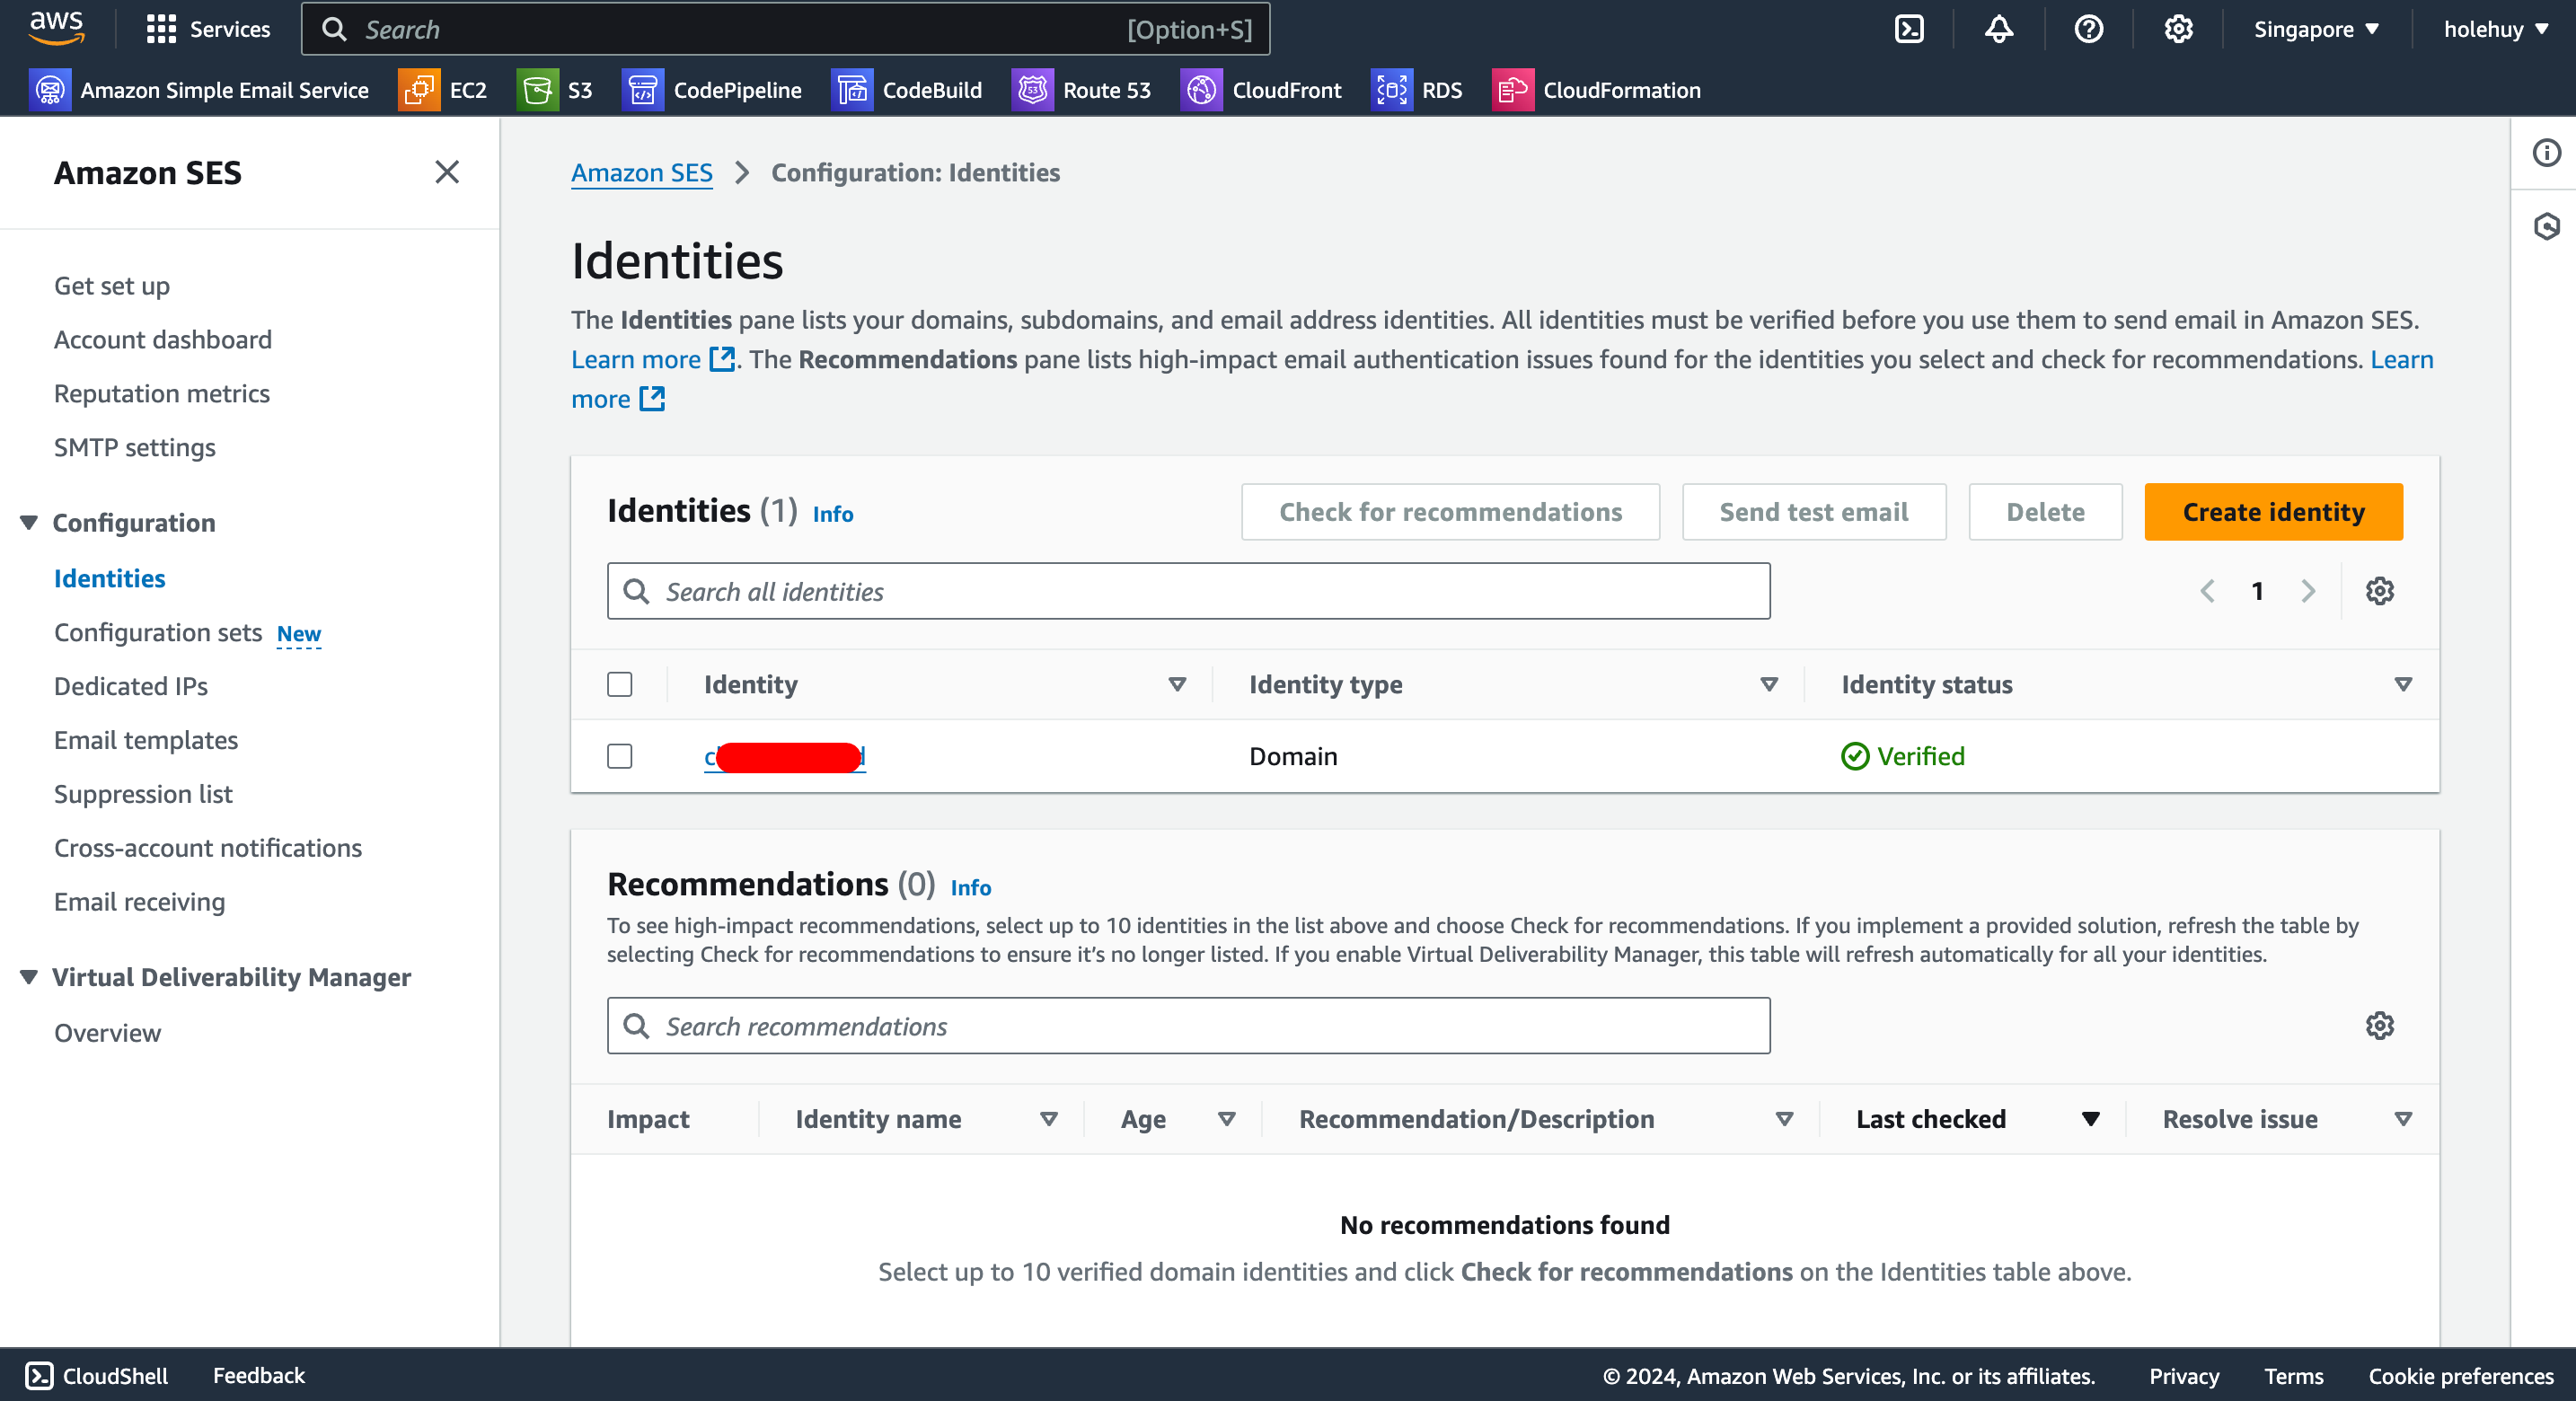 aws Services Search [Option+S] Singapore holehuy
Amazon Simple Email Service EC2 S3 CodePipeline CodeBuild Route 53 CloudFront RDS CloudFormation
Amazon SES
Get set up
Account dashboard
Reputation metrics
SMTP settings
Configuration
Identities
Configuration sets New
Dedicated IPs
Email templates
Suppression list
Cross-account notifications
Email receiving
Virtual Deliverability Manager
Overview
Amazon SES > Configuration: Identities
Identities
The Identities pane lists your domains, subdomains, and email address identities. All identities must be verified before you use them to send email in Amazon SES.
Learn more. The Recommendations pane lists high-impact email authentication issues found for the identities you select and check for recommendations. Learn
more
Identities (1) Info Check for recommendations Send test email Delete Create identity
Search all identities 1
Identity Identity type Identity status
Domain Verified
Recommendations (0) Info
To see high-impact recommendations, select up to 10 identities in the list above and choose Check for recommendations. If you implement a provided solution, refresh the table by
selecting Check for recommendations to ensure it's no longer listed. If you enable Virtual Deliverability Manager, this table will refresh automatically for all your identities.
Search recommendations
Impact Identity name Age Recommendation/Description Last checked Resolve issue
No recommendations found
Select up to 10 verified domain identities and click Check for recommendations on the Identities table above.
CloudShell Feedback © 2024, Amazon Web Services, Inc. or its affiliates. Privacy Terms Cookie preferences